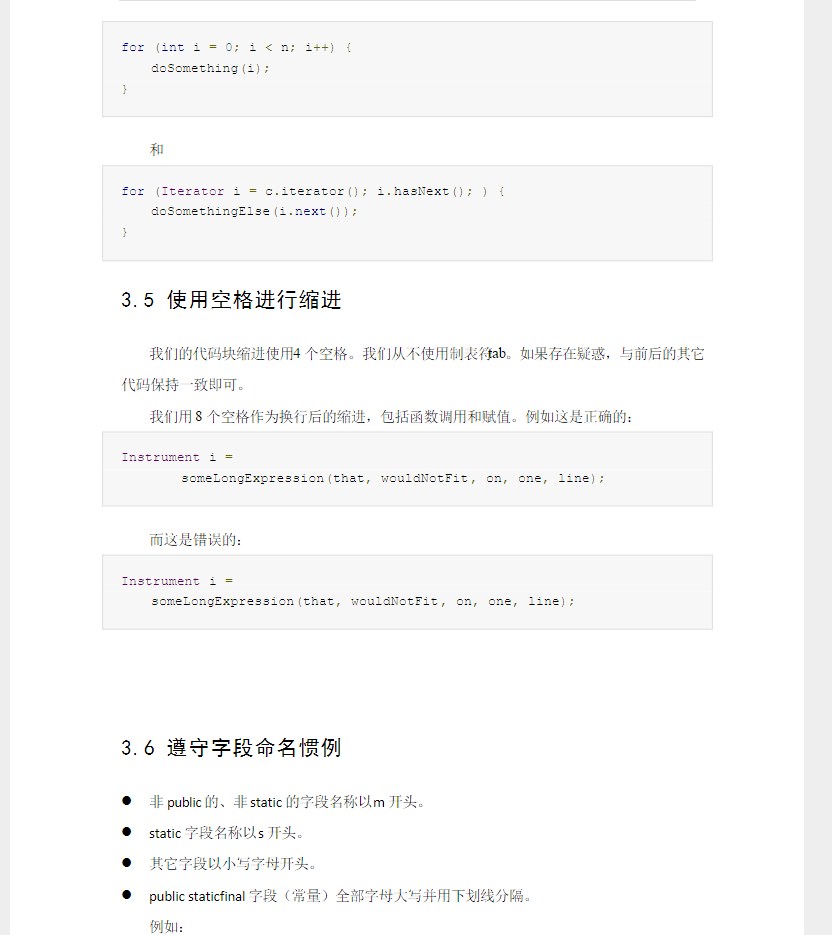 for (int i = 0; i < n; i++) {
    doSomething(i);
}
和
for (Iterator i = c.iterator(); i.hasNext(); ) {
    doSomethingElse(i.next());
}
3.5 使用空格进行缩进
我们的代码块缩进使用4 个空格。我们从不使用制表符tab。如果存在疑惑，与前后的其它
代码保持一致即可。
我们用 8 个空格作为换行后的缩进，包括函数调用和赋值。例如这是正确的：
Instrument i =
        someLongExpression(that, wouldNotFit, on, one, line);
而这是错误的：
Instrument i =
    someLongExpression(that, wouldNotFit, on, one, line);
3.6 遵守字段命名惯例
● 非 public 的、非 static 的字段名称以m 开头。
● static 字段名称以s 开头。
● 其它字段以小写字母开头。
● public staticfinal 字段（常量）全部字母大写并用下划线分隔。
例如：